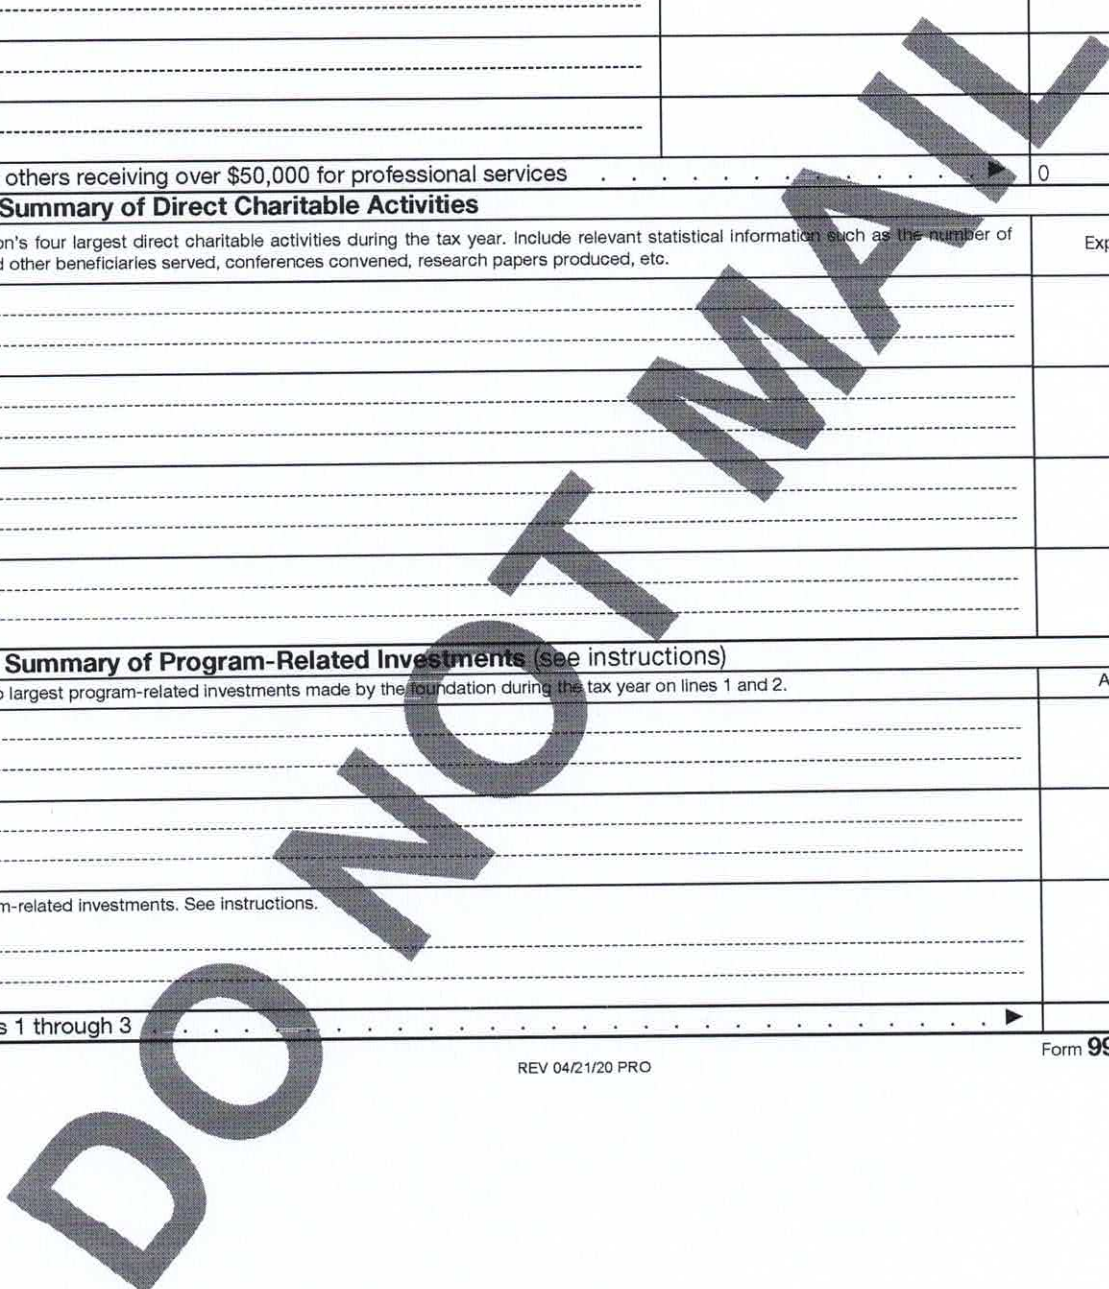 others receiving over $50,000 for professional services . . . . . . . . . . . . . . ▶ 0
Summary of Direct Charitable Activities
on's four largest direct charitable activities during the tax year. Include relevant statistical information such as the number of
d other beneficiaries served, conferences convened, research papers produced, etc.
Exp
Summary of Program-Related Investments (see instructions)
o largest program-related investments made by the foundation during the tax year on lines 1 and 2.
A
m-related investments. See instructions.
s 1 through 3 . . . . . . . . . . . . . . . . . . . . . . . . . . . ▶
REV 04/21/20 PRO
Form 99
DO NOT MAIL